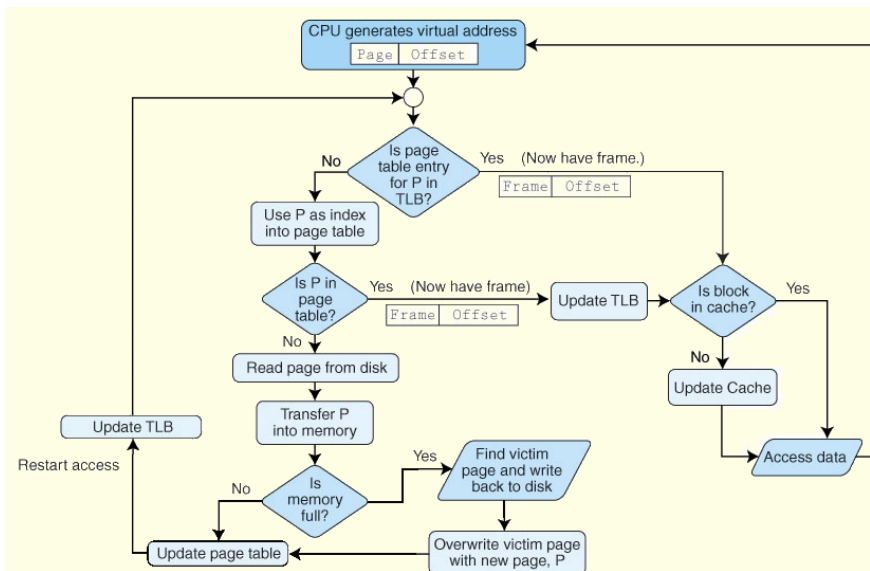 CPU generates virtual address
Page Offset
Is page
table entry
for P in
TLB?
No
Yes (Now have frame.)
Frame Offset
Use P as index
into page table
Is P in
page
table?
Yes (Now have frame)
Frame Offset
Update TLB
Is block
in cache?
Yes
No
Update Cache
Access data
No
Read page from disk
Transfer P
into memory
Is
memory
full?
Yes
Find victim
page and write
back to disk
Overwrite victim page
with new page, P
No
Update page table
Restart access
Update TLB